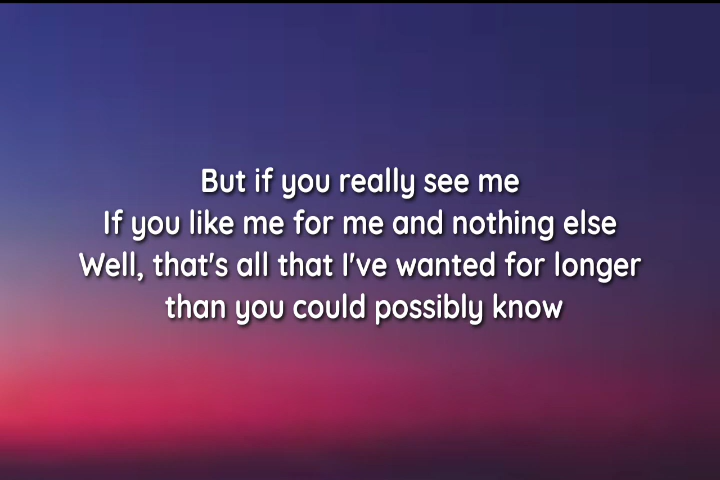 But if you really see me
If you like me for me and nothing else
Well, that's all that I've wanted for longer
than you could possibly know